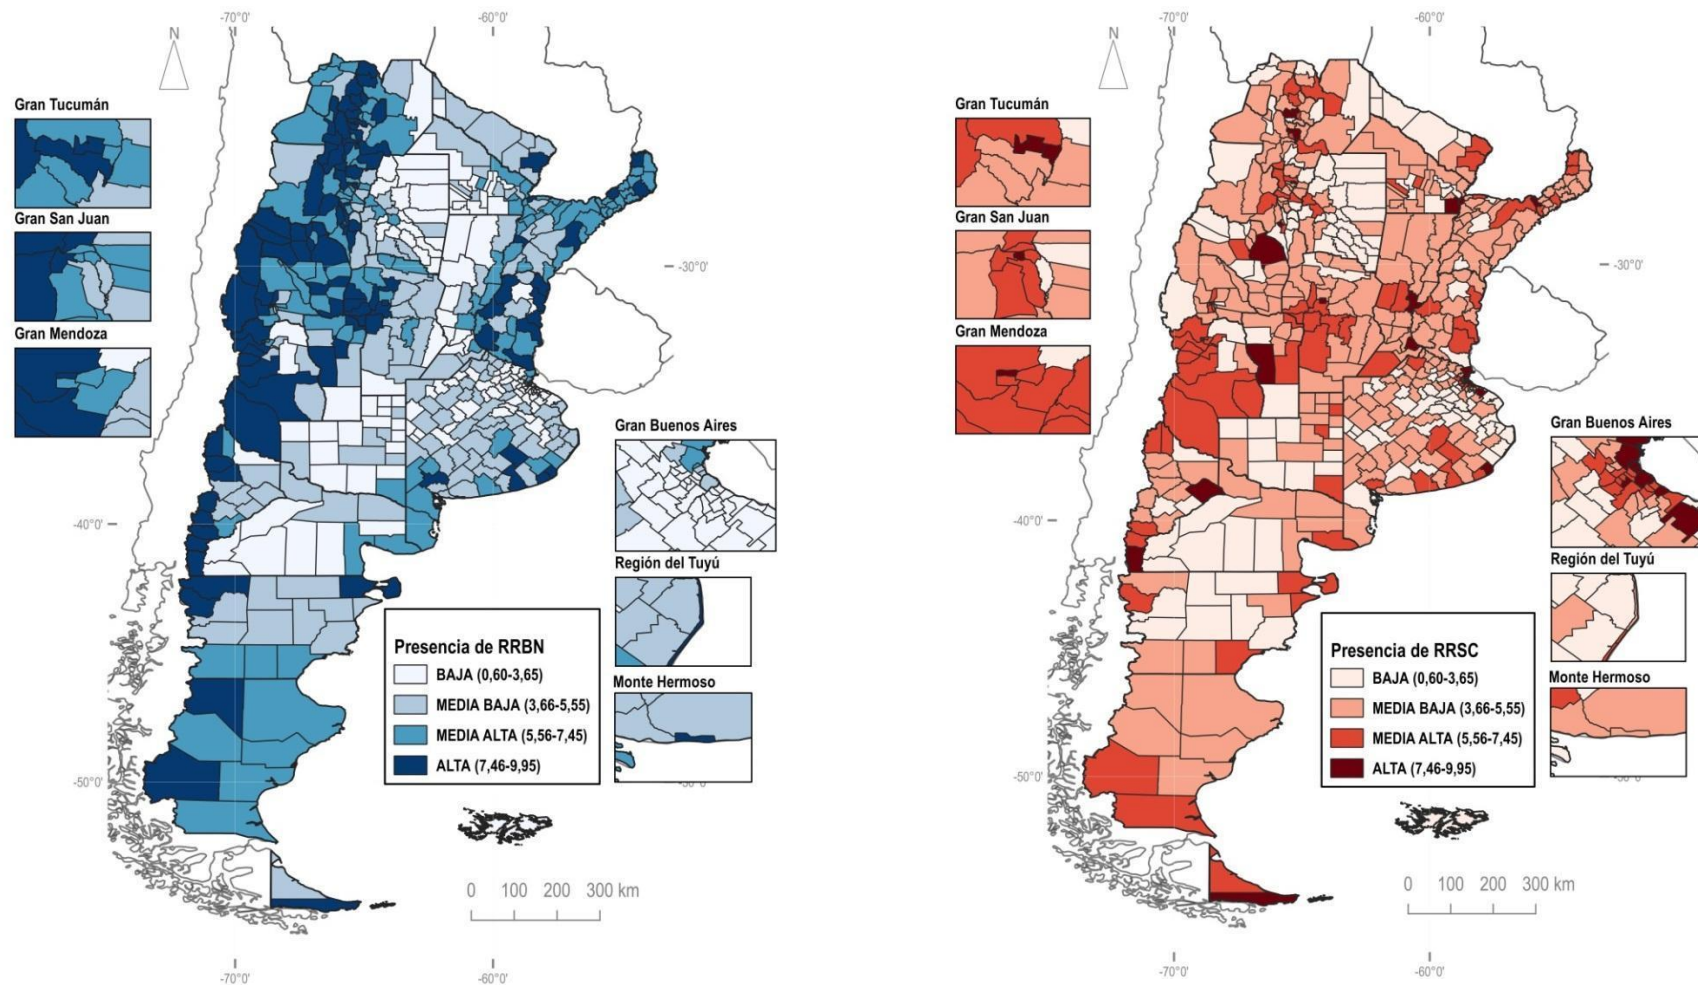 -70°0'
-60°0'
N
Gran Tucumán
Gran San Juan
-30°0'
Gran Mendoza
Gran Buenos Aires
-40°0'
Región del Tuyú
Presencia de RRBN
BAJA (0,60-3,65)
MEDIA BAJA (3,66-5,55)
MEDIA ALTA (5,56-7,45)
ALTA (7,46-9,95)
Monte Hermoso
-50°0'
-50°0'
0 100 200 300 km
-70°0'
-60°0'
-70°0'
-60°0'
N
Gran Tucumán
Gran San Juan
-30°0'
Gran Mendoza
Gran Buenos Aires
-40°0'
Región del Tuyú
Presencia de RRSC
BAJA (0,60-3,65)
MEDIA BAJA (3,66-5,55)
MEDIA ALTA (5,56-7,45)
ALTA (7,46-9,95)
Monte Hermoso
-50°0'
0 100 200 300 km
-70°0'
-60°0'